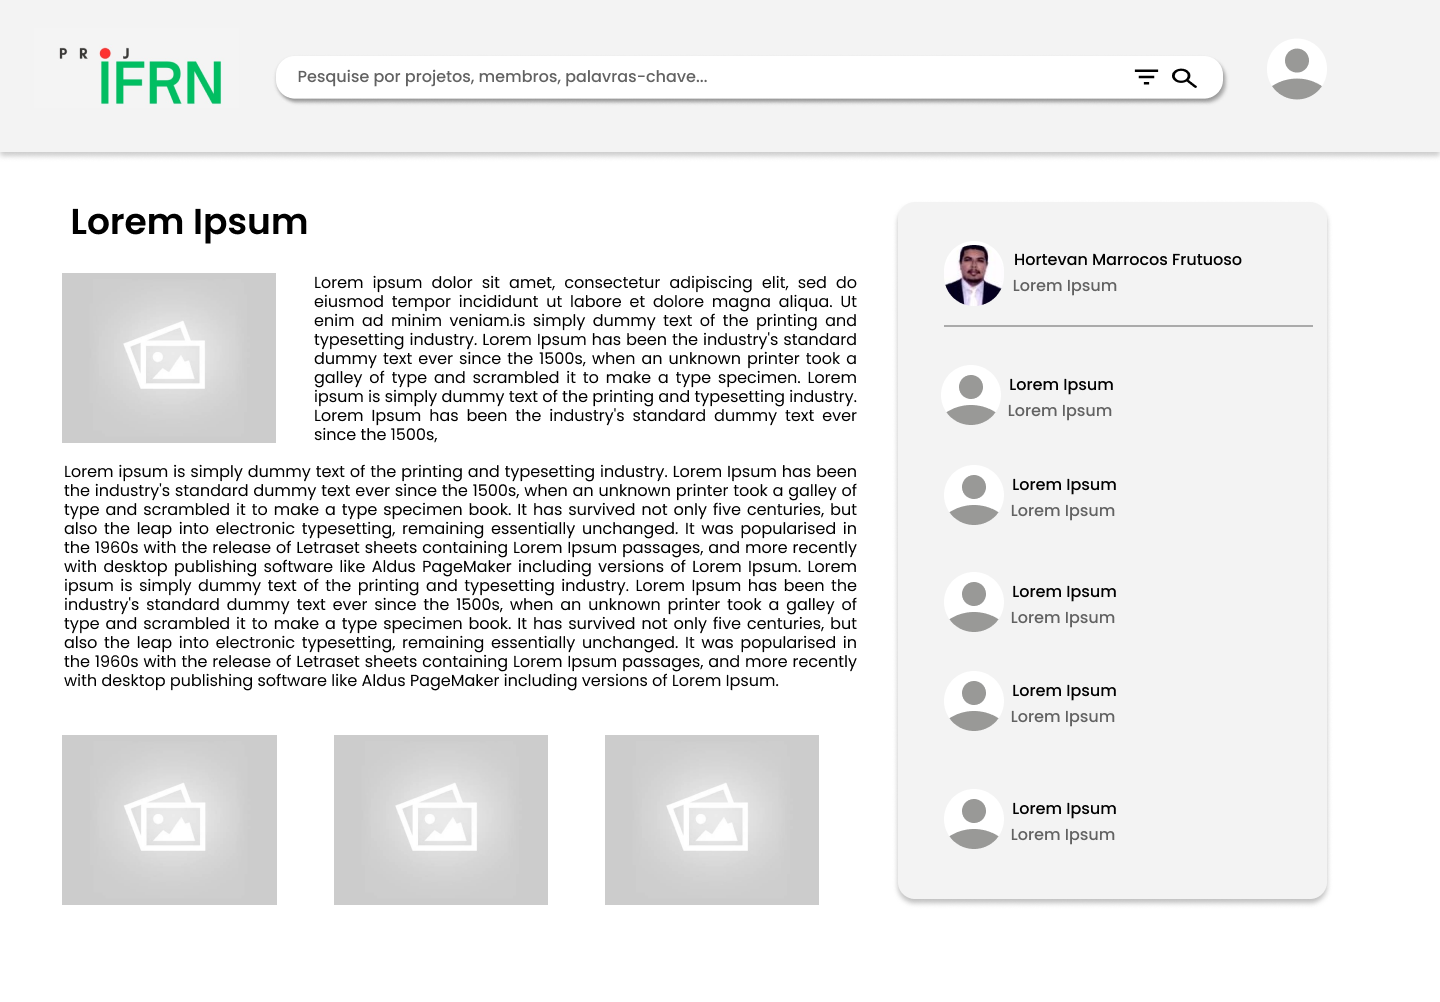 PROJ
IFRN
Pesquise por projetos, membros, palavras-chave...
Lorem Ipsum
Lorem ipsum dolor sit amet, consectetur adipiscing elit, sed do
eiusmod tempor incididunt ut labore et dolore magna aliqua. Ut
enim ad minim veniam.is simply dummy text of the printing and
typesetting industry. Lorem Ipsum has been the industry's standard
dummy text ever since the 1500s, when an unknown printer took a
galley of type and scrambled it to make a type specimen. Lorem
ipsum is simply dummy text of the printing and typesetting industry.
Lorem Ipsum has been the industry's standard dummy text ever
since the 1500s,
Lorem ipsum is simply dummy text of the printing and typesetting industry. Lorem Ipsum has been
the industry's standard dummy text ever since the 1500s, when an unknown printer took a galley of
type and scrambled it to make a type specimen book. It has survived not only five centuries, but
also the leap into electronic typesetting, remaining essentially unchanged. It was popularised in
the 1960s with the release of Letraset sheets containing Lorem Ipsum passages, and more recently
with desktop publishing software like Aldus PageMaker including versions of Lorem Ipsum. Lorem
ipsum is simply dummy text of the printing and typesetting industry. Lorem Ipsum has been the
industry's standard dummy text ever since the 1500s, when an unknown printer took a galley of
type and scrambled it to make a type specimen book. It has survived not only five centuries, but
also the leap into electronic typesetting, remaining essentially unchanged. It was popularised in
the 1960s with the release of Letraset sheets containing Lorem Ipsum passages, and more recently
with desktop publishing software like Aldus PageMaker including versions of Lorem Ipsum.
Hortevan Marrocos Frutuoso
Lorem Ipsum
Lorem Ipsum
Lorem Ipsum
Lorem Ipsum
Lorem Ipsum
Lorem Ipsum
Lorem Ipsum
Lorem Ipsum
Lorem Ipsum
Lorem Ipsum
Lorem Ipsum